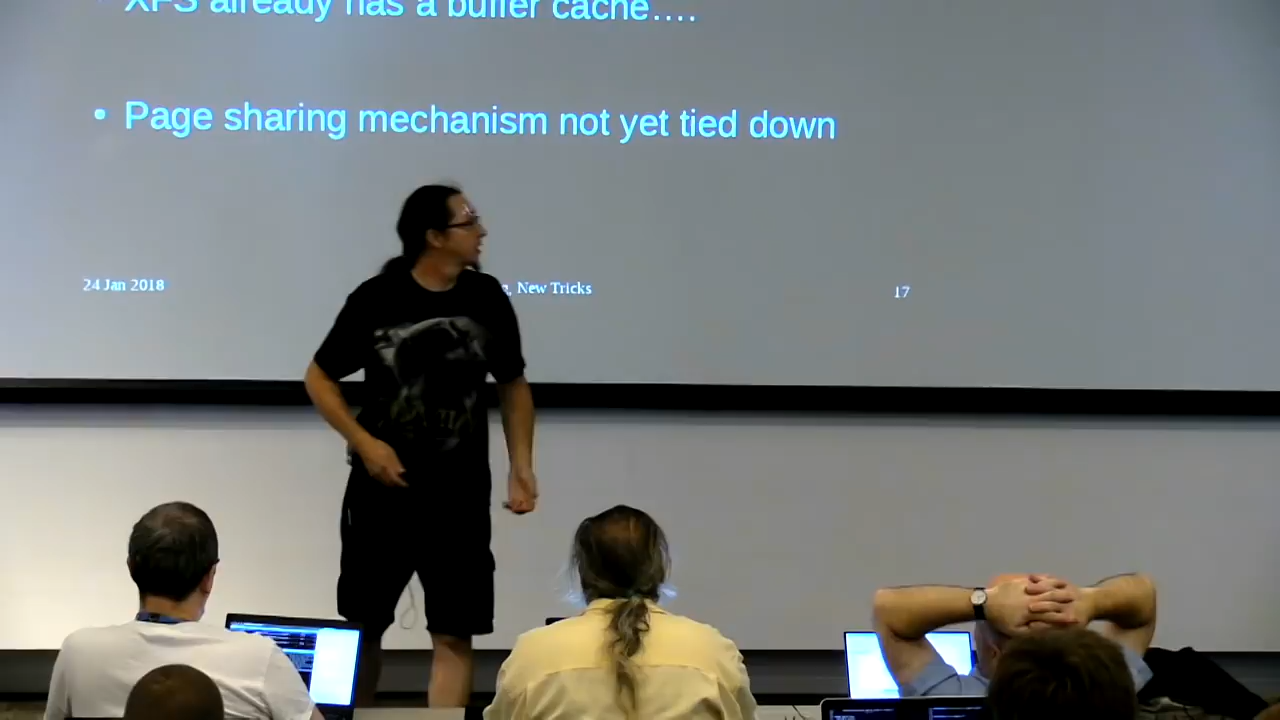 XFS already has a buffer cache....
• Page sharing mechanism not yet tied down
24 Jan 2018
, New Tricks
17